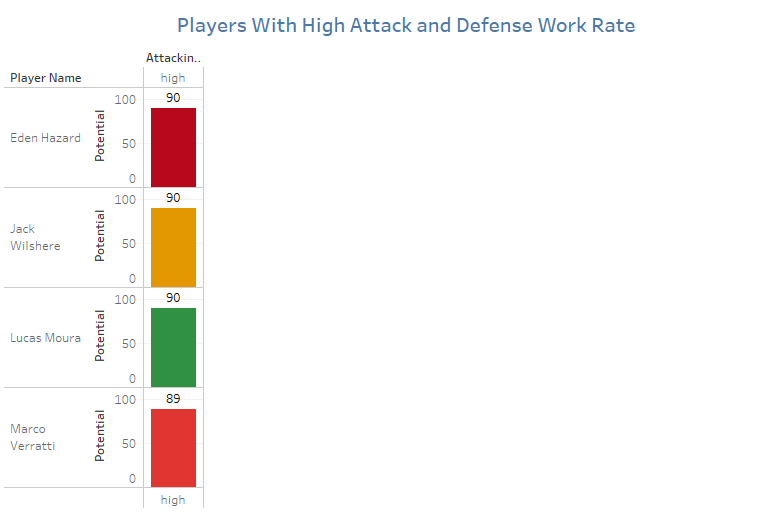 Players With High Attack and Defense Work Rate
Attackin..
Player Name
high
Eden Hazard
Potential
100
50
0
90
Jack
Wilshere
Potential
100
50
0
90
Lucas Moura
Potential
100
50
0
90
Marco
Verratti
Potential
100
50
0
89
high